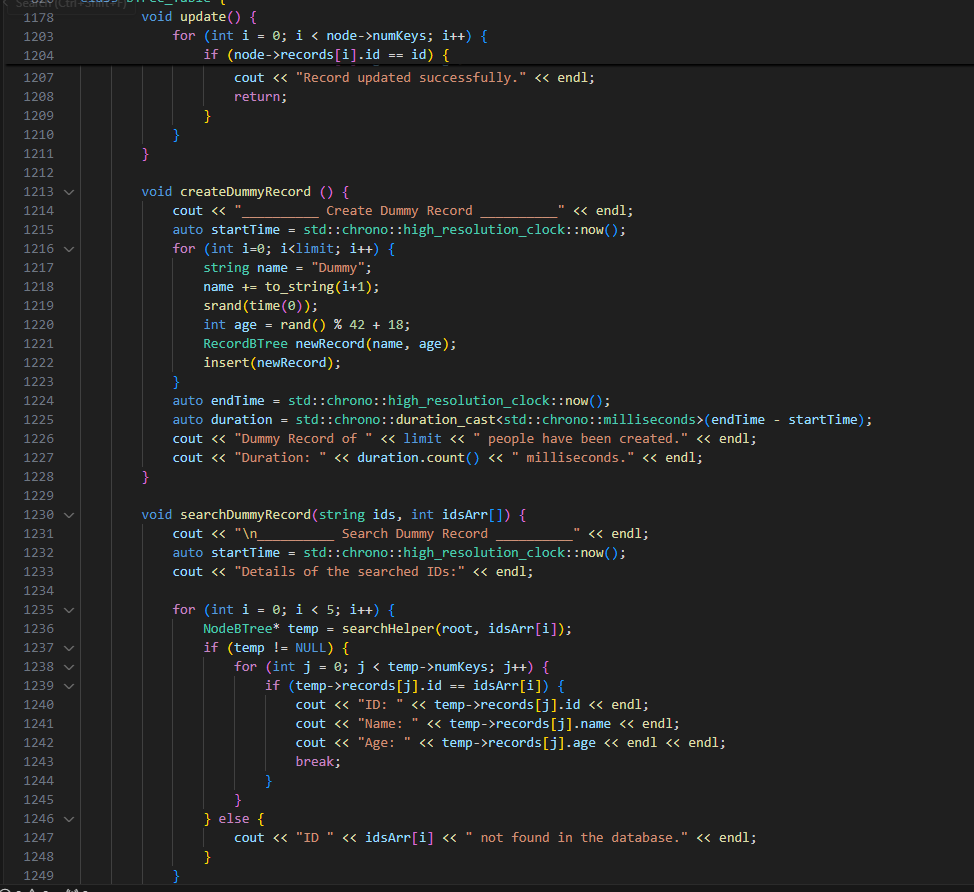 class BTree_Table {
1178 void update() {
1203 for (int i = 0; i < node->numKeys; i++) {
1204 if (node->records[i].id == id) {
1207 cout << "Record updated successfully." << endl;
1208 return;
1209 }
1210 }
1211 }
1212
1213 void createDummyRecord () {
1214 cout << "__________ Create Dummy Record __________" << endl;
1215 auto startTime = std::chrono::high_resolution_clock::now();
1216 for (int i=0; i<limit; i++) {
1217 string name = "Dummy";
1218 name += to_string(i+1);
1219 srand(time(0));
1220 int age = rand() % 42 + 18;
1221 RecordBTree newRecord(name, age);
1222 insert(newRecord);
1223 }
1224 auto endTime = std::chrono::high_resolution_clock::now();
1225 auto duration = std::chrono::duration_cast<std::chrono::milliseconds>(endTime - startTime);
1226 cout << "Dummy Record of " << limit << " people have been created." << endl;
1227 cout << "Duration: " << duration.count() << " milliseconds." << endl;
1228 }
1229
1230 void searchDummyRecord(string ids, int idsArr[]) {
1231 cout << "\n__________ Search Dummy Record __________" << endl;
1232 auto startTime = std::chrono::high_resolution_clock::now();
1233 cout << "Details of the searched IDs:" << endl;
1234
1235 for (int i = 0; i < 5; i++) {
1236 NodeBTree* temp = searchHelper(root, idsArr[i]);
1237 if (temp != NULL) {
1238 for (int j = 0; j < temp->numKeys; j++) {
1239 if (temp->records[j].id == idsArr[i]) {
1240 cout << "ID: " << temp->records[j].id << endl;
1241 cout << "Name: " << temp->records[j].name << endl;
1242 cout << "Age: " << temp->records[j].age << endl << endl;
1243 break;
1244 }
1245 }
1246 } else {
1247 cout << "ID " << idsArr[i] << " not found in the database." << endl;
1248 }
1249 }